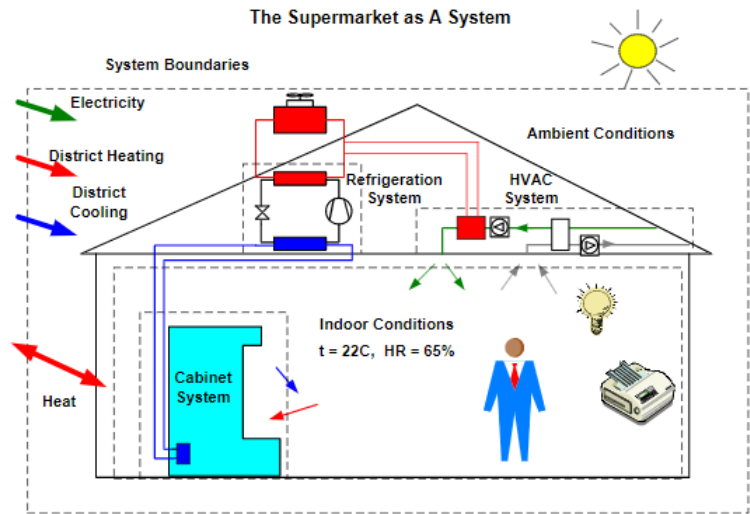 The Supermarket as A System
System Boundaries
Electricity
Ambient Conditions
District Heating
Refrigeration
System
HVAC
System
District
Cooling
Indoor Conditions
t = 22C, HR = 65%
Cabinet
System
Heat